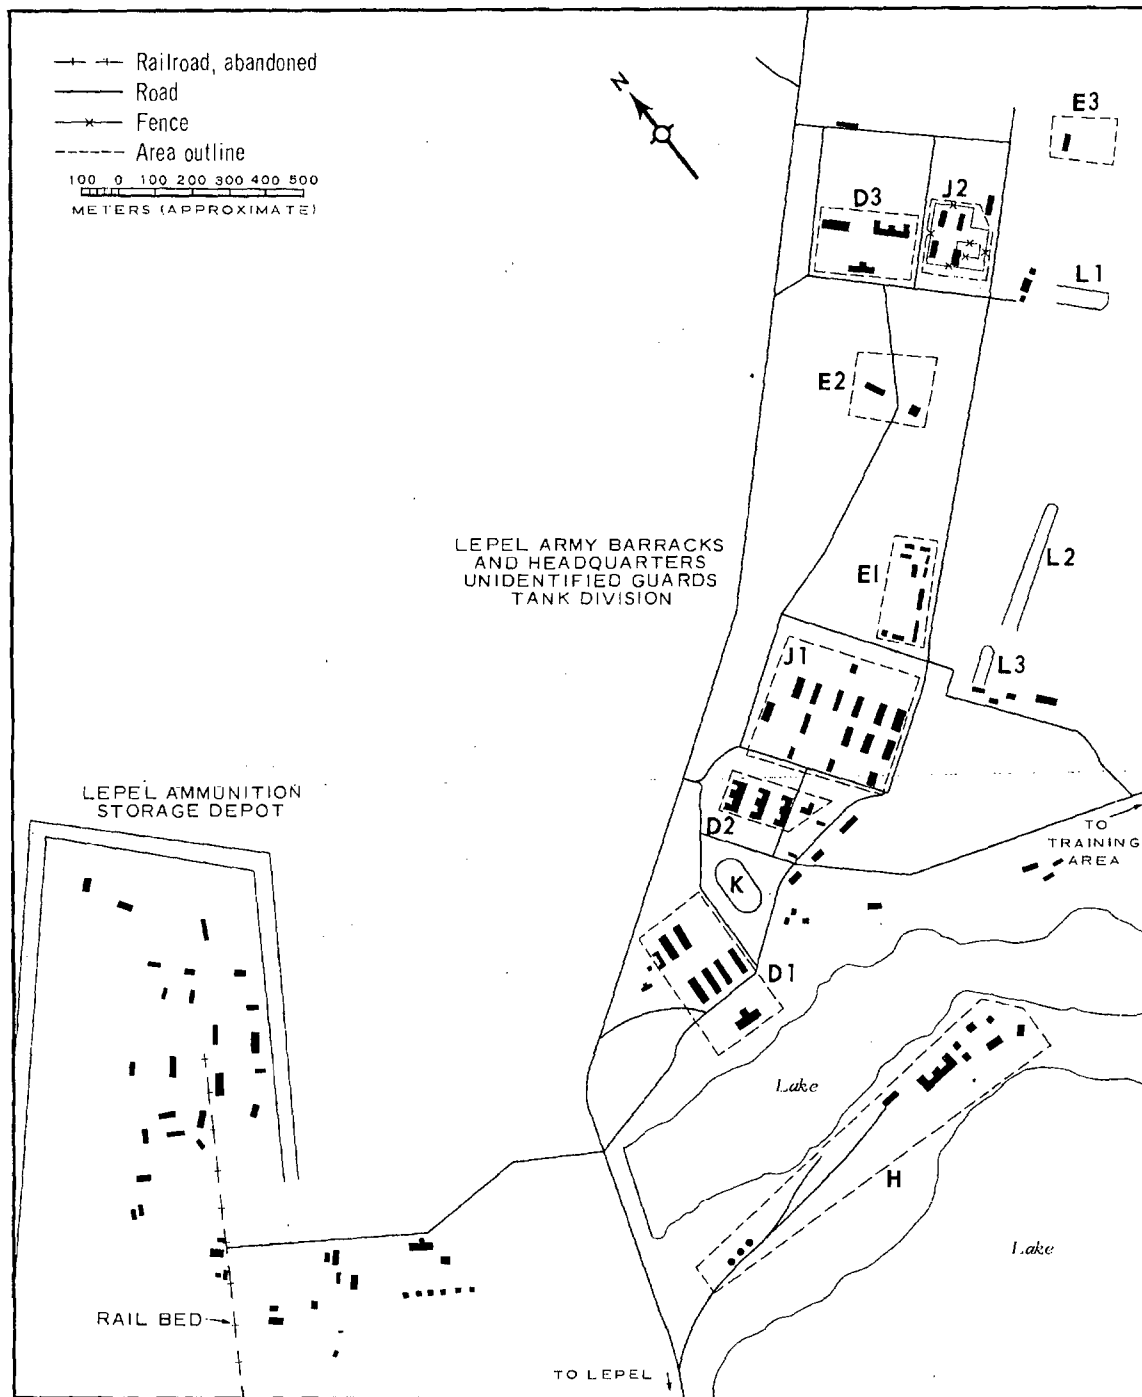 Railroad, abandoned
Road
Fence
Area outline
100 0 100 200 300 400 500
METERS (APPROXIMATE)
N
E3
D3
J2
L1
E2
LEPEL ARMY BARRACKS
AND HEADQUARTERS
UNIDENTIFIED GUARDS
TANK DIVISION
E1
L2
J1
L3
LEPEL AMMUNITION
STORAGE DEPOT
D2
TO
TRAINING
AREA
K
D1
Lake
H
Lake
RAIL BED
TO LEPEL